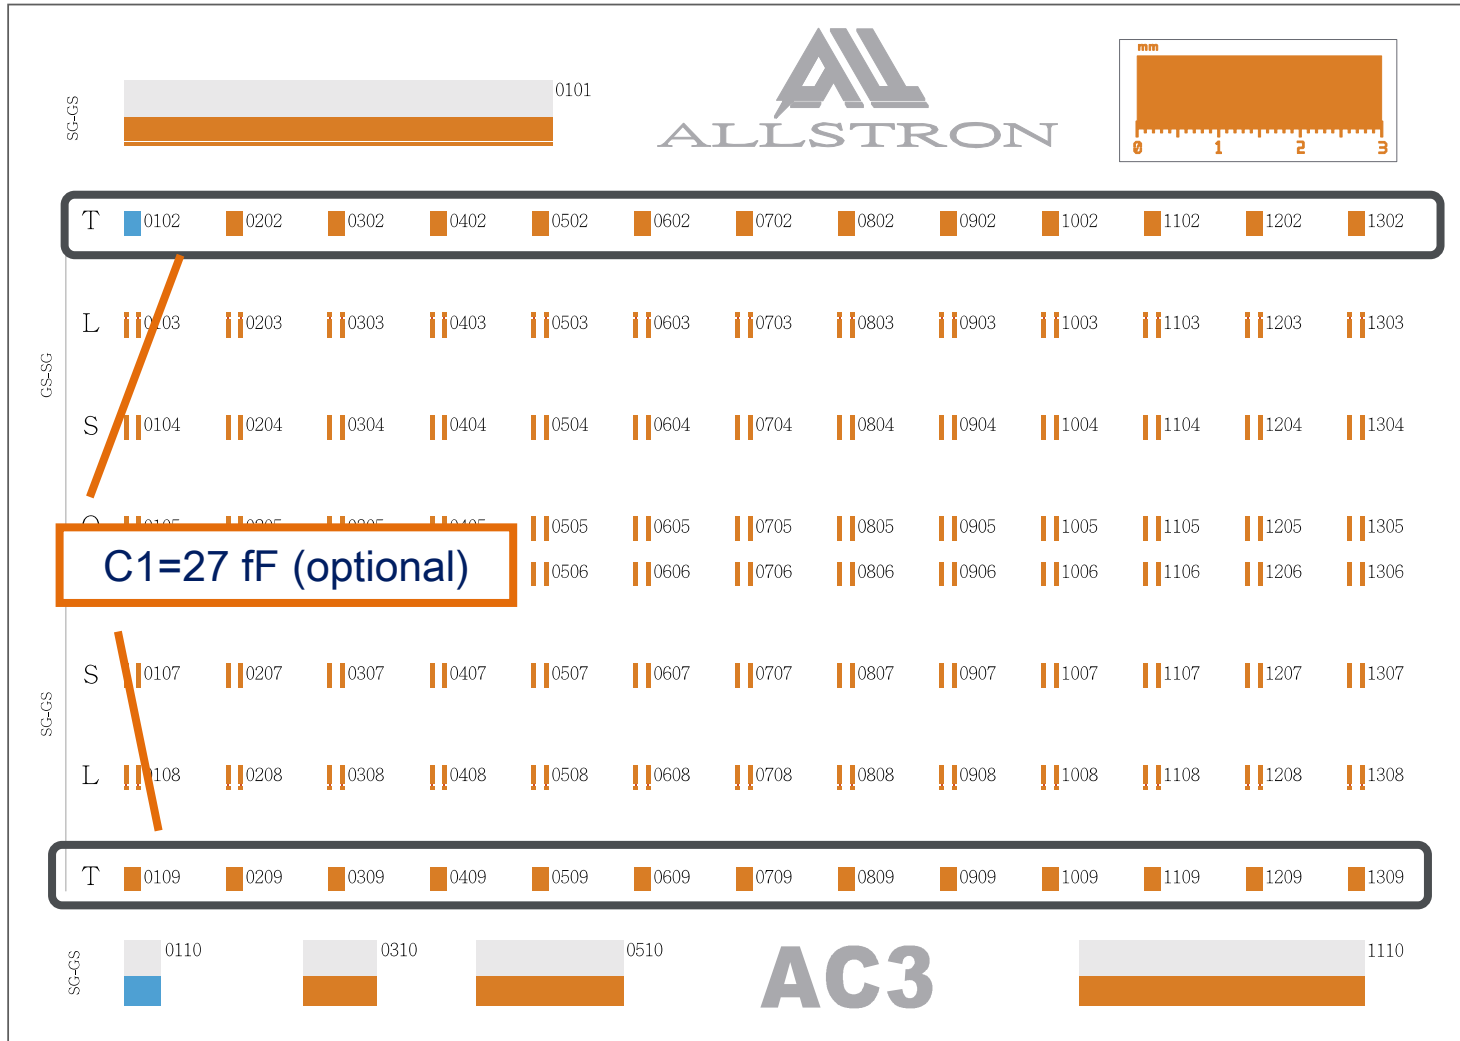 SG-GS
0101
ALLSTRON
mm
0 1 2 3
T 0102 0202 0302 0402 0502 0602 0702 0802 0902 1002 1102 1202 1302
L 0203 0303 0403 0503 0603 0703 0803 0903 1003 1103 1203 1303
GS-SG
S 0104 0204 0304 0404 0504 0604 0704 0804 0904 1004 1104 1204 1304
0505 0605 0705 0805 0905 1005 1105 1205 1305
C1=27 fF (optional)
0506 0606 0706 0806 0906 1006 1106 1206 1306
S 0107 0207 0307 0407 0507 0607 0707 0807 0907 1007 1107 1207 1307
SG-GS
L 0208 0308 0408 0508 0608 0708 0808 0908 1008 1108 1208 1308
T 0109 0209 0309 0409 0509 0609 0709 0809 0909 1009 1109 1209 1309
SG-GS
0110 0310 0510 1110
AC3